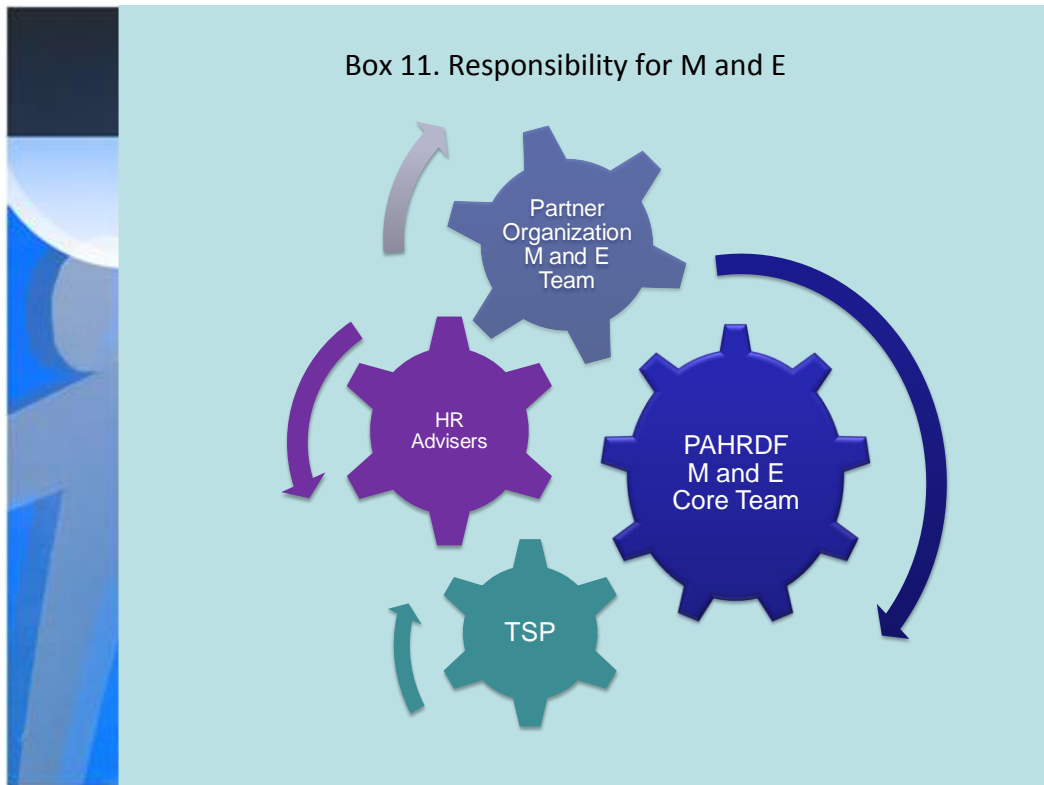 Box 11. Responsibility for M and E
Partner
Organization
M and E
Team
HR
Advisers
PAHRDF
M and E
Core Team
TSP